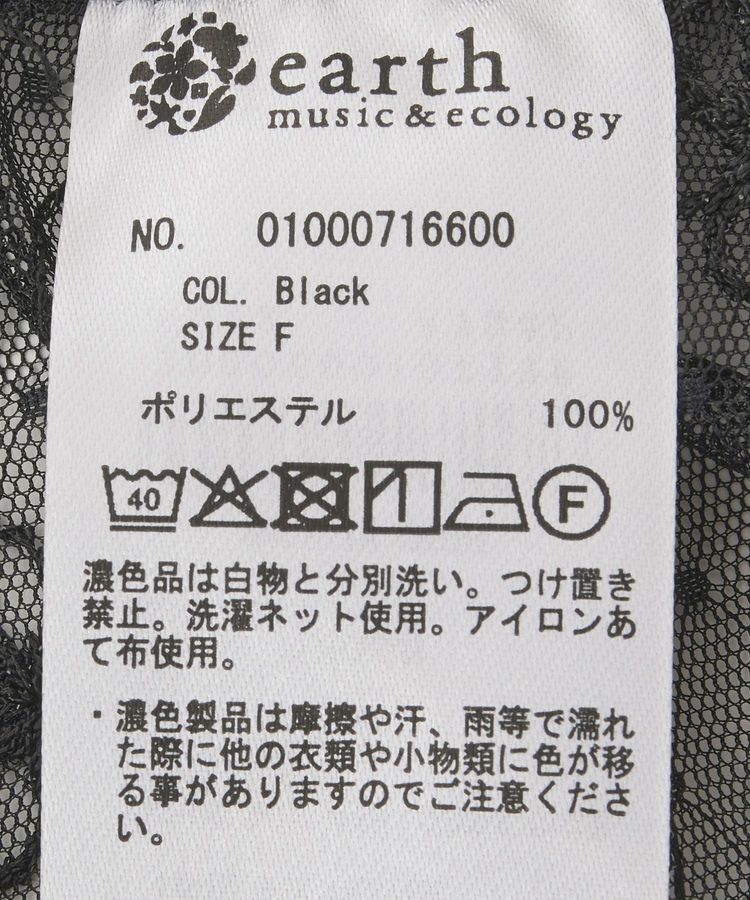 earth
music&ecology
NO. 01000716600
COL. Black
SIZE F
ポリエステル 100%
40 F
濃色品は白物と分別洗い。つけ置き
禁止。洗濯ネット使用。アイロンあ
て布使用。
・濃色製品は摩擦や汗、雨等で濡れ
た際に他の衣類や小物類に色が移
る事がありますのでご注意くださ
い。